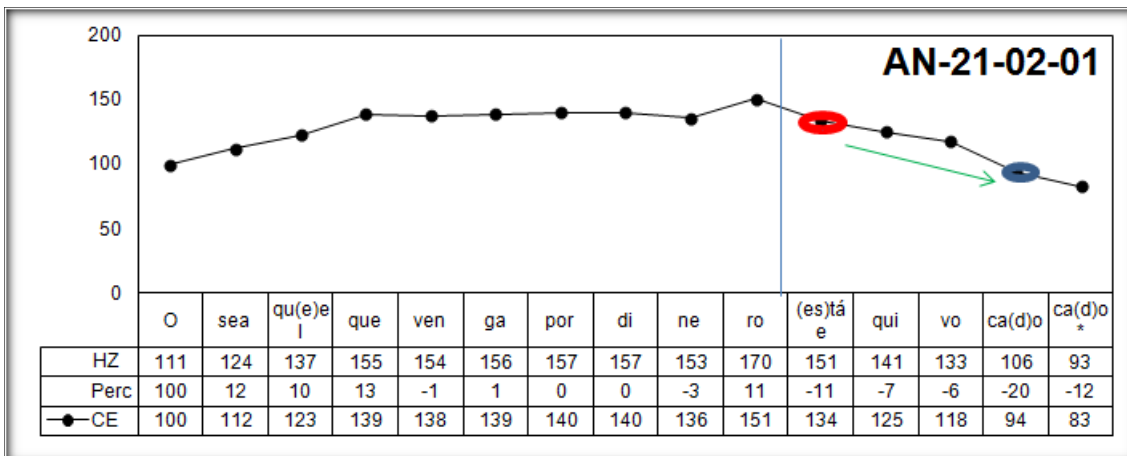 200
AN-21-02-01
150
100
50
0
O sea qu(e)e l que ven ga por di ne ro (es)tá e qui vo ca(d)o ca(d)o *
HZ 111 124 137 155 154 156 157 157 153 170 151 141 133 106 93
Perc 100 12 10 13 -1 1 0 0 -3 11 -11 -7 -6 -20 -12
CE 100 112 123 139 138 139 140 140 136 151 134 125 118 94 83